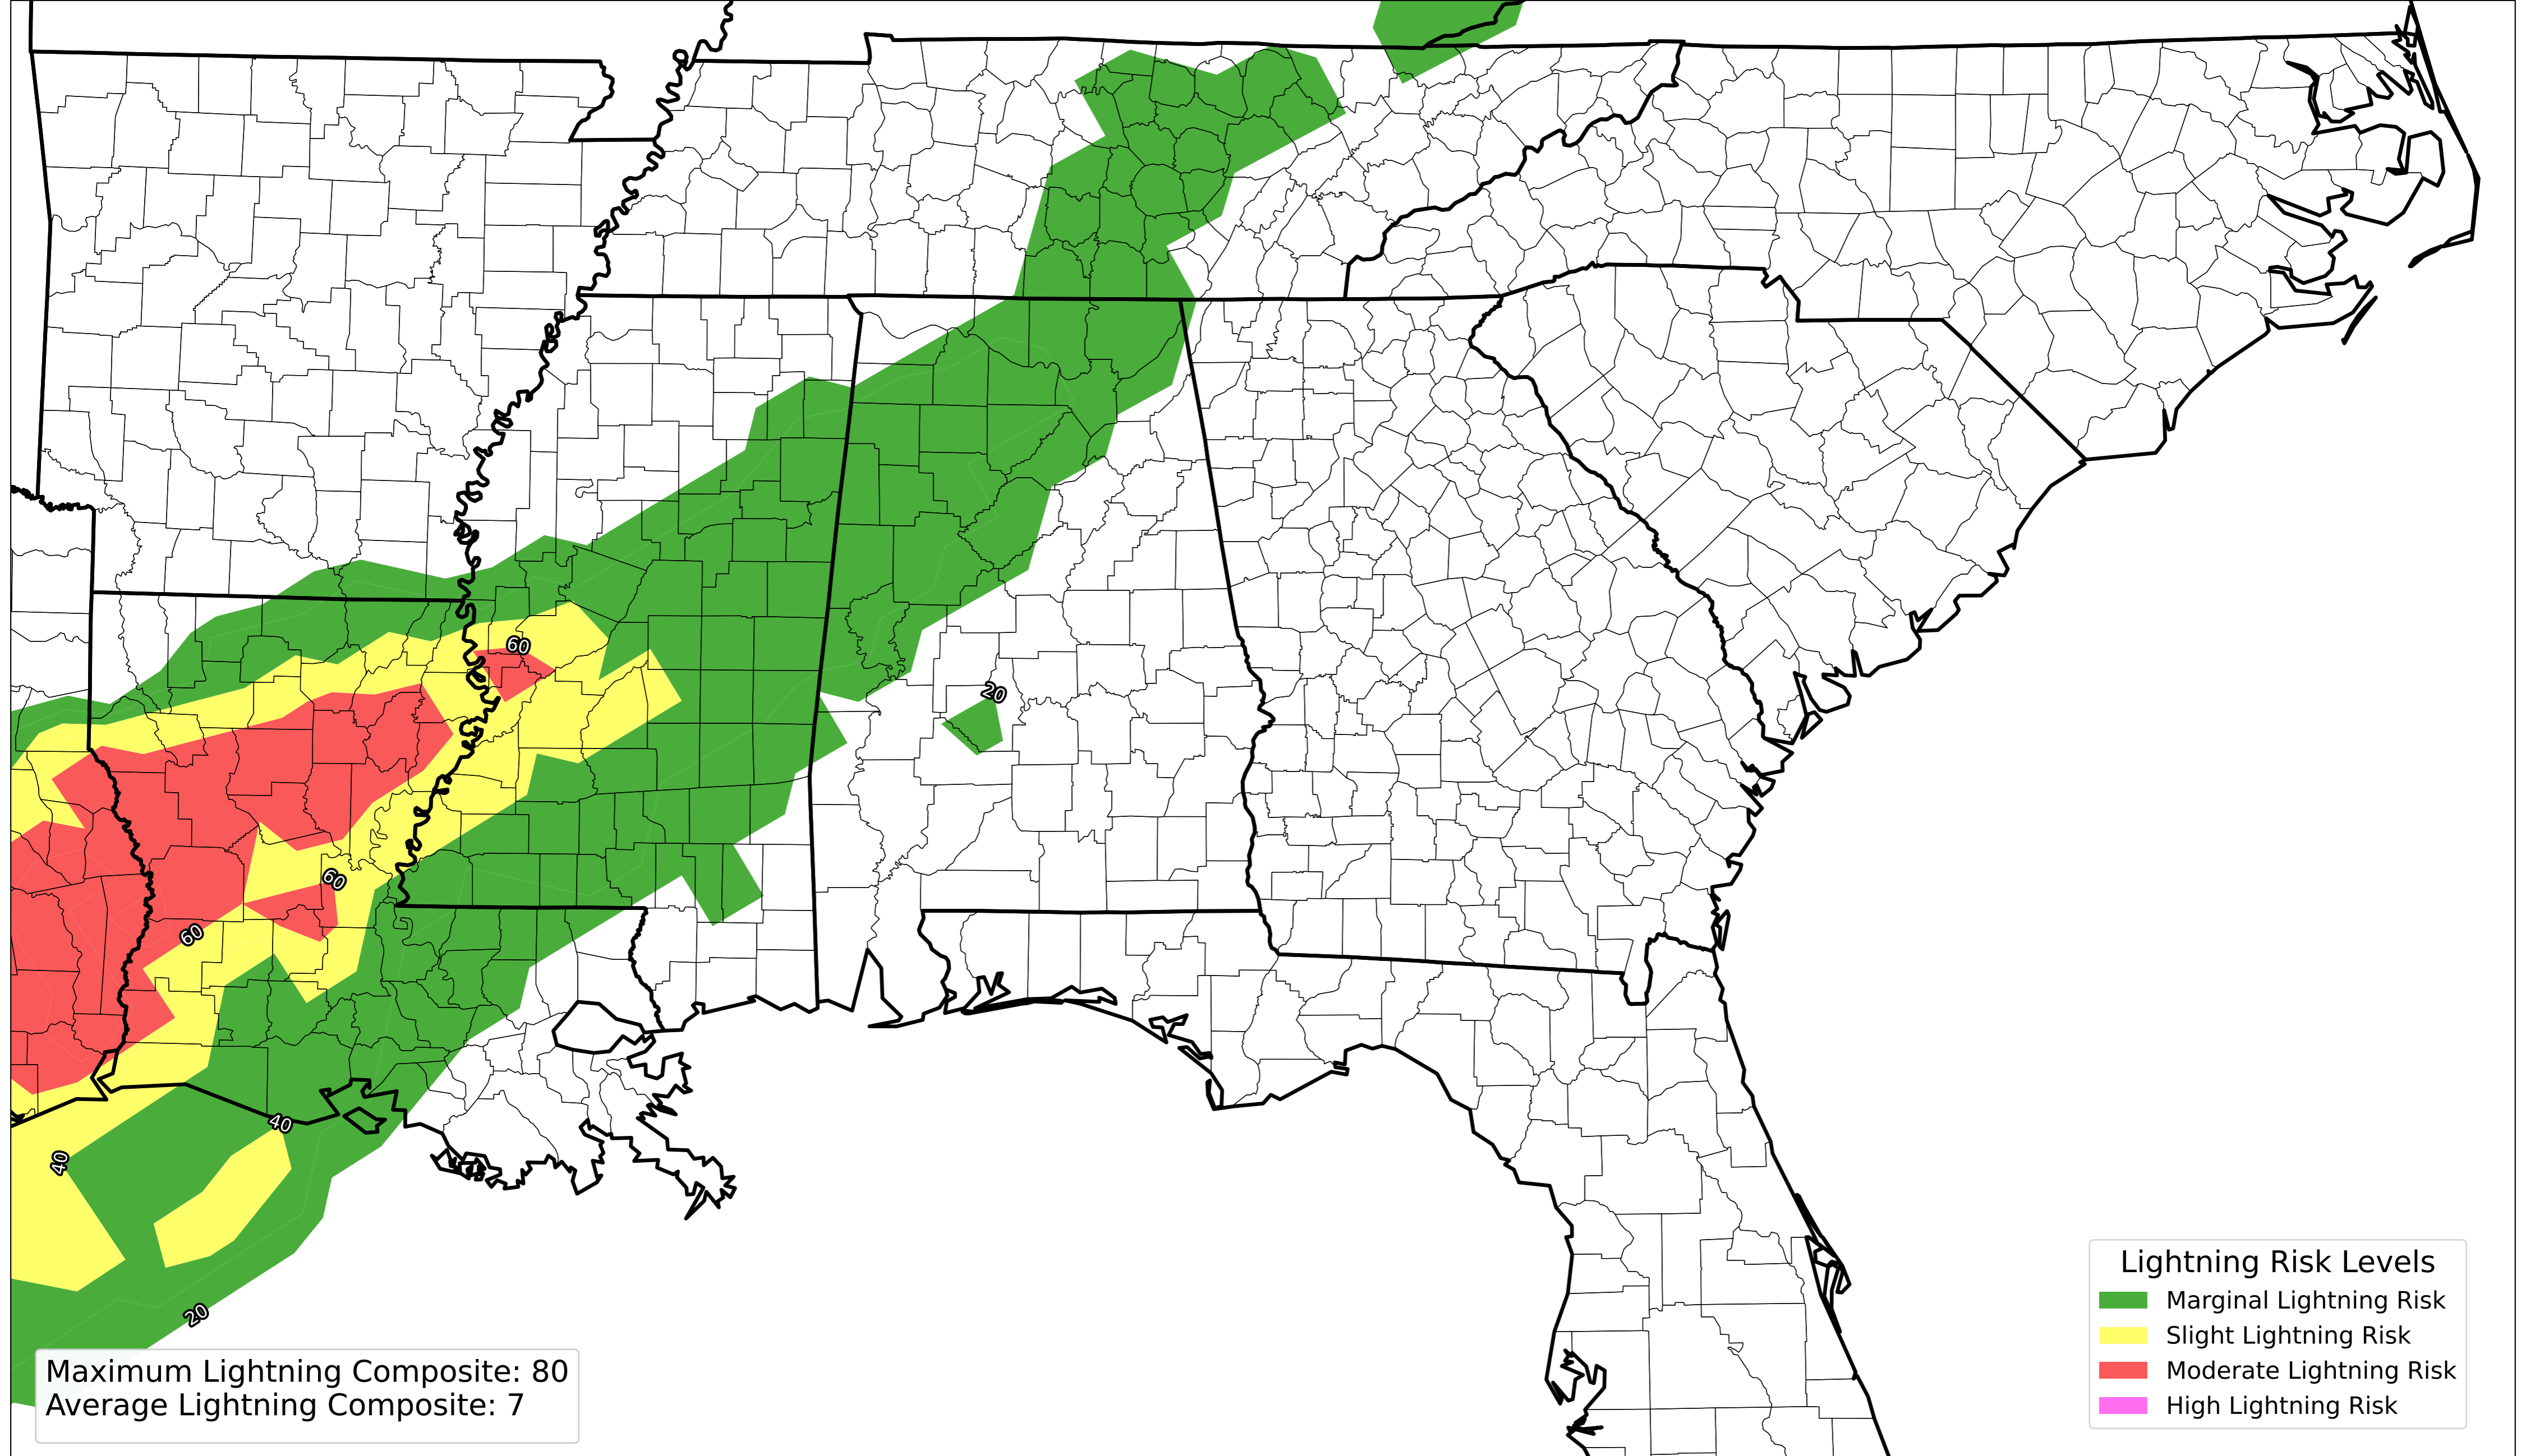 60
20
60
60
40
40
20
Lightning Risk Levels
Marginal Lightning Risk
Slight Lightning Risk
Moderate Lightning Risk
High Lightning Risk
Maximum Lightning Composite: 80
Average Lightning Composite: 7